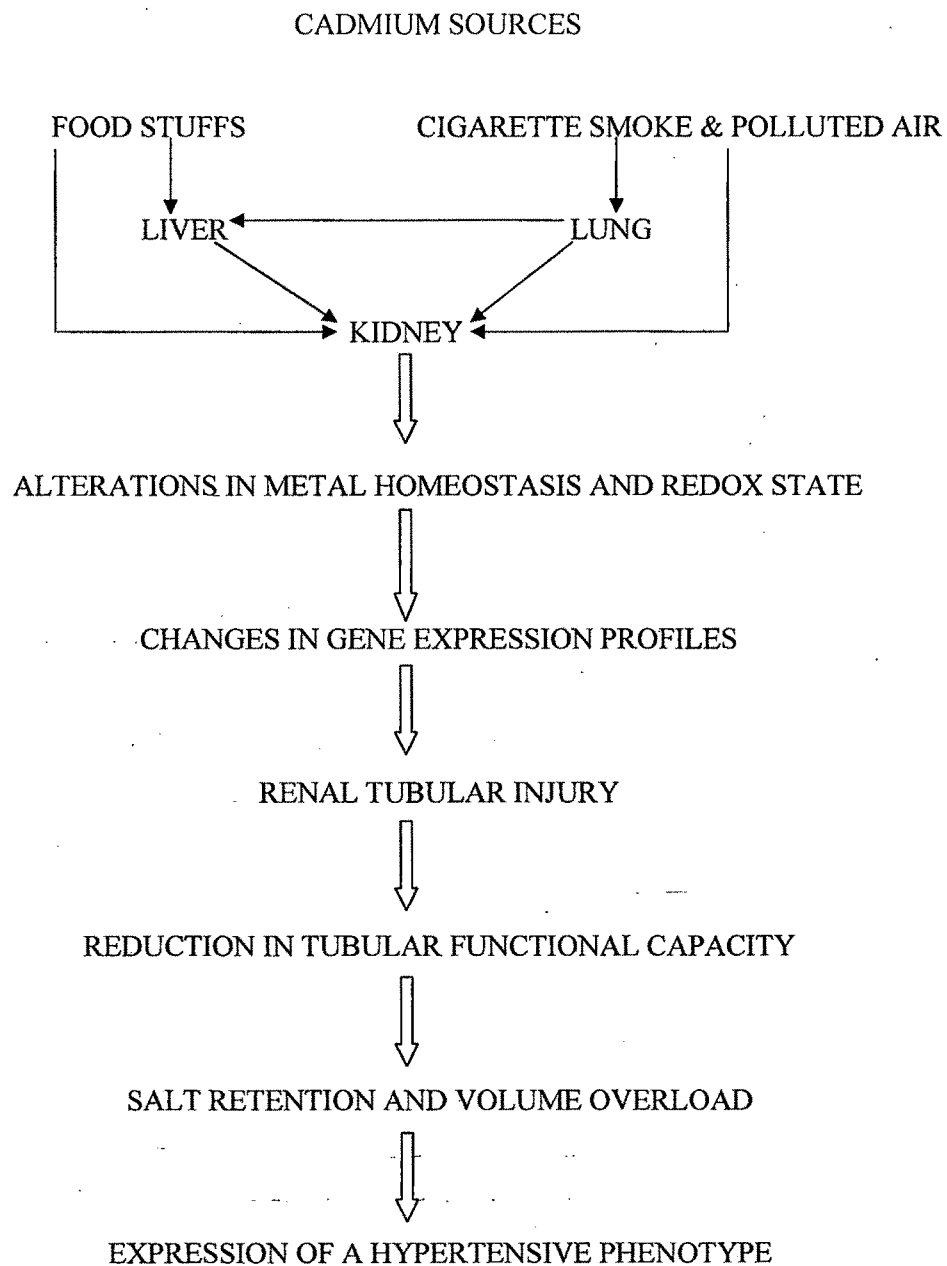 CADMIUM SOURCES
FOOD STUFFS
CIGARETTE SMOKE & POLLUTED AIR
LIVER
LUNG
KIDNEY
ALTERATIONS IN METAL HOMEOSTASIS AND REDOX STATE
CHANGES IN GENE EXPRESSION PROFILES
RENAL TUBULAR INJURY
REDUCTION IN TUBULAR FUNCTIONAL CAPACITY
SALT RETENTION AND VOLUME OVERLOAD
EXPRESSION OF A HYPERTENSIVE PHENOTYPE